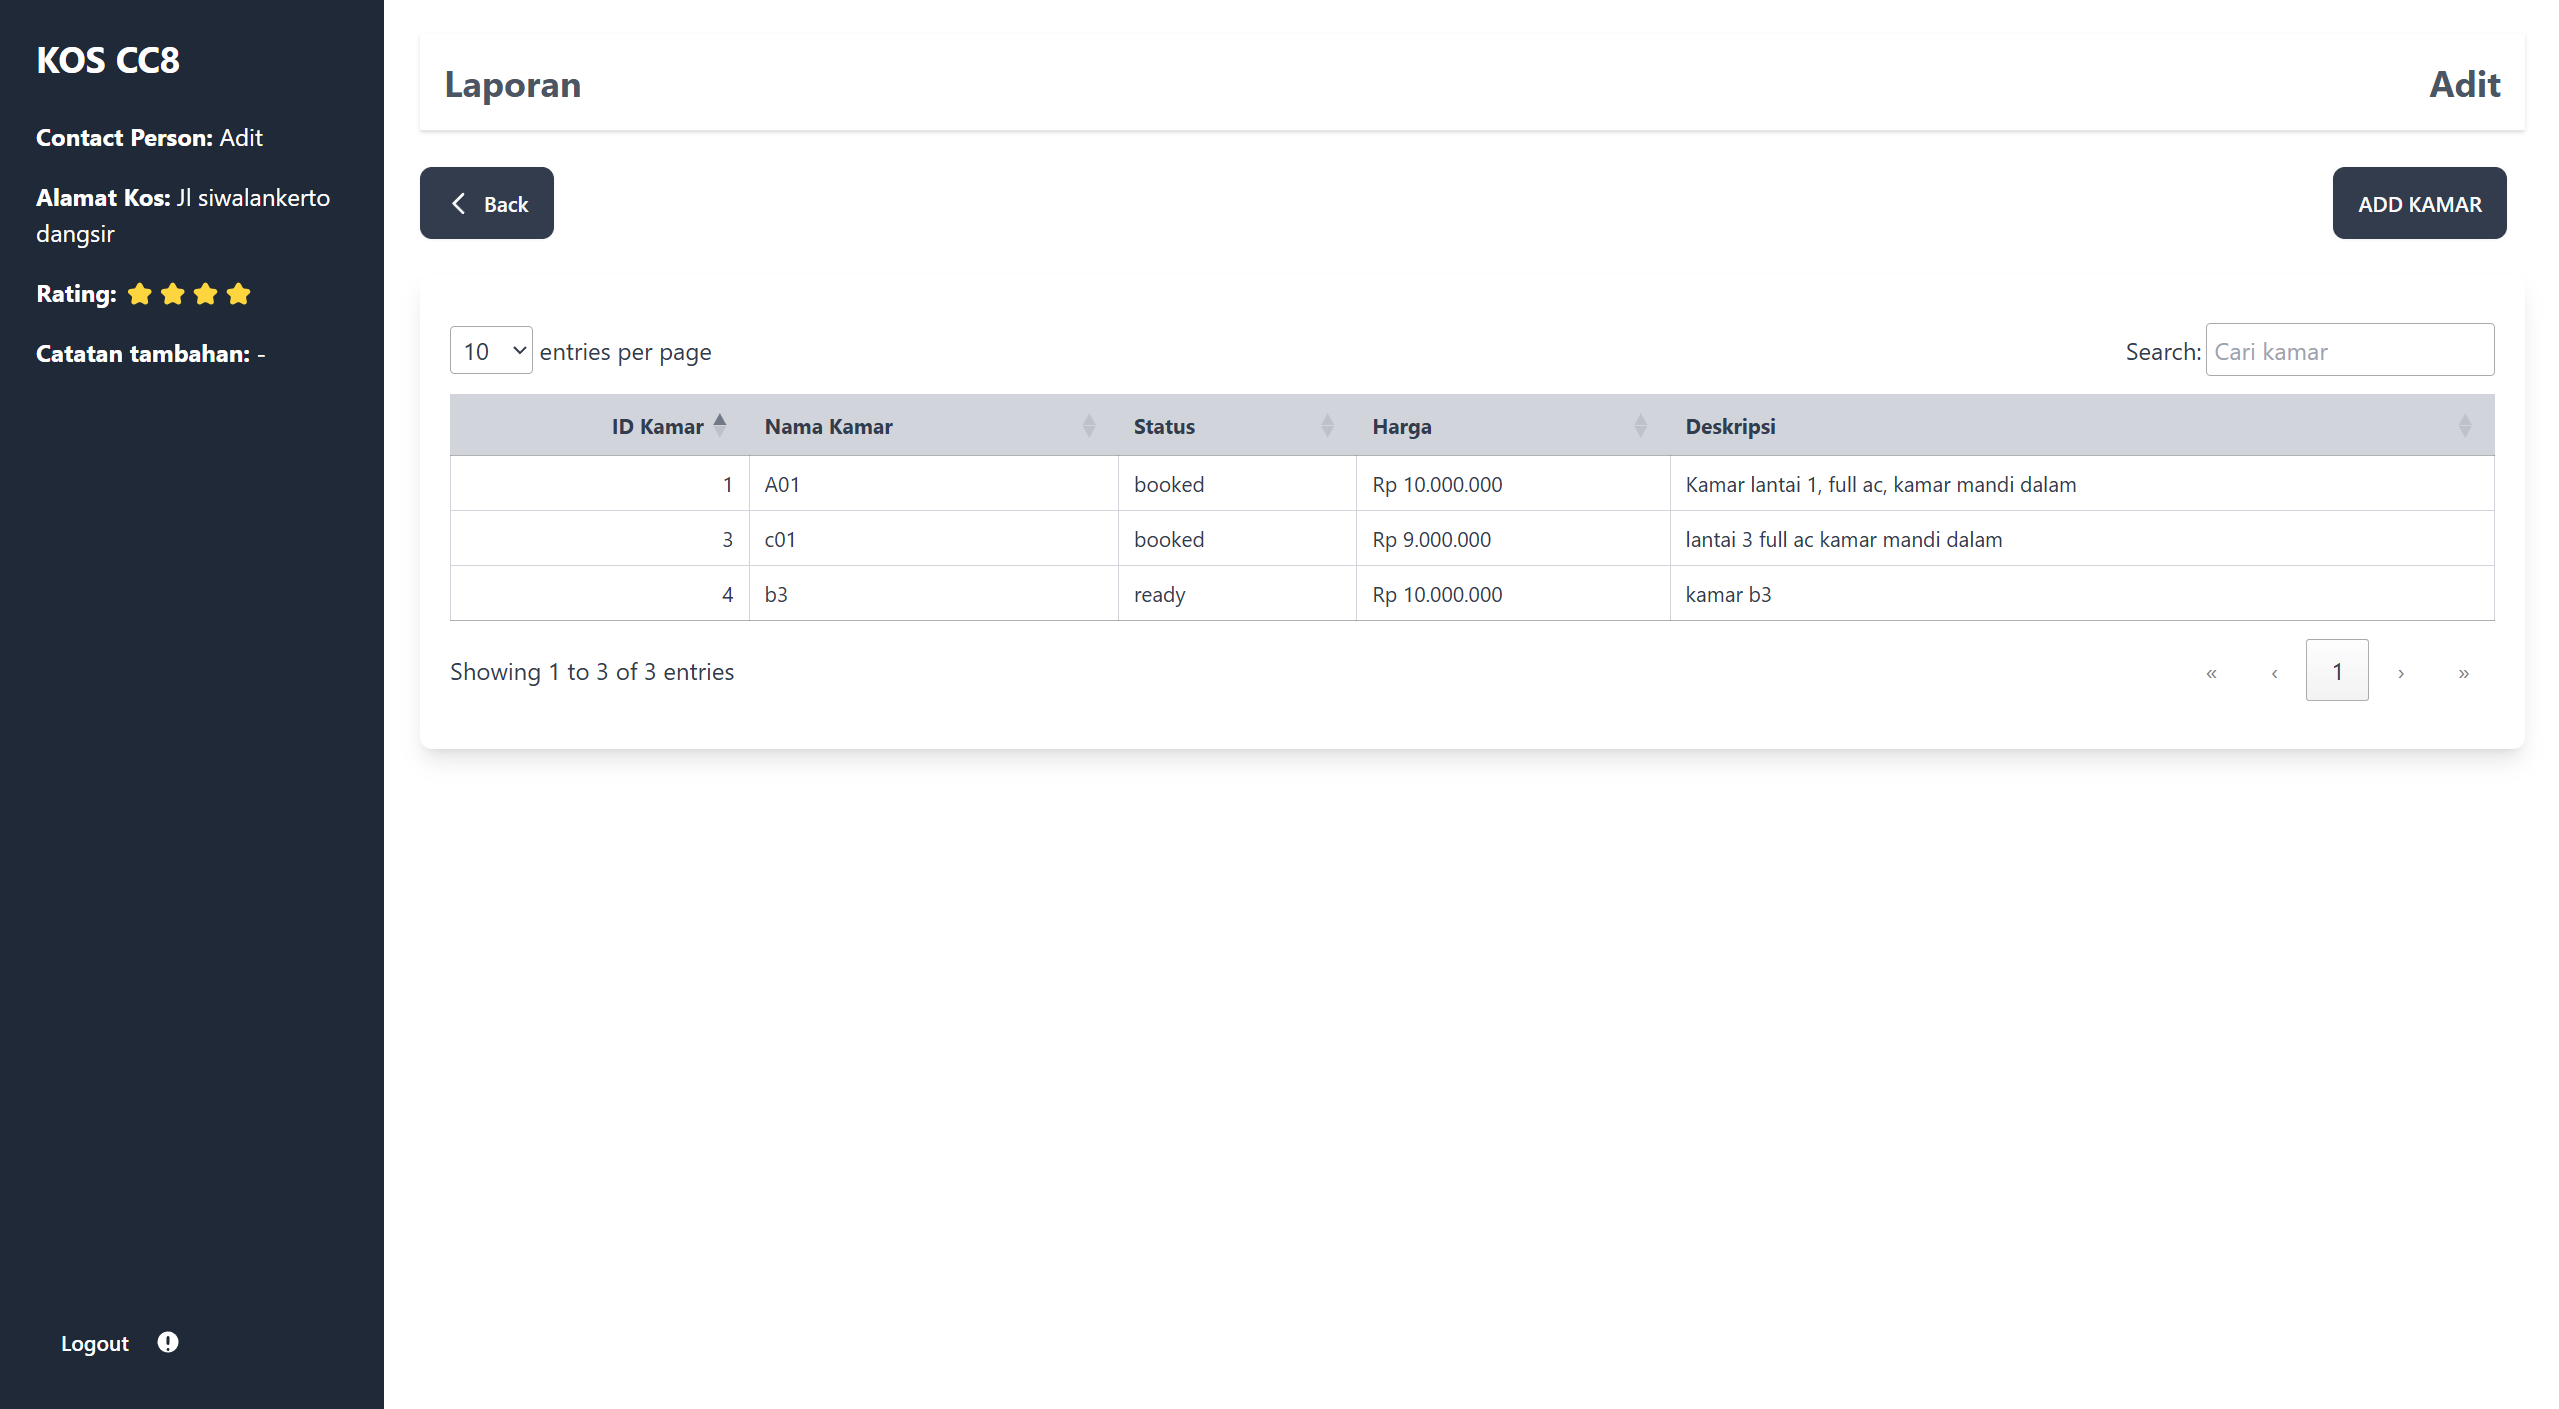 KOS CC8
Contact Person: Adit
Alamat Kos: Jl siwalankerto
dangsir
Rating:
Catatan tambahan: -
Logout
Laporan
Adit
Back
ADD KAMAR
10 entries per page
Search: Cari kamar
ID Kamar Nama Kamar Status Harga Deskripsi
1 A01 booked Rp 10.000.000 Kamar lantai 1, full ac, kamar mandi dalam
3 c01 booked Rp 9.000.000 lantai 3 full ac kamar mandi dalam
4 b3 ready Rp 10.000.000 kamar b3
Showing 1 to 3 of 3 entries
« ‹ 1 › »